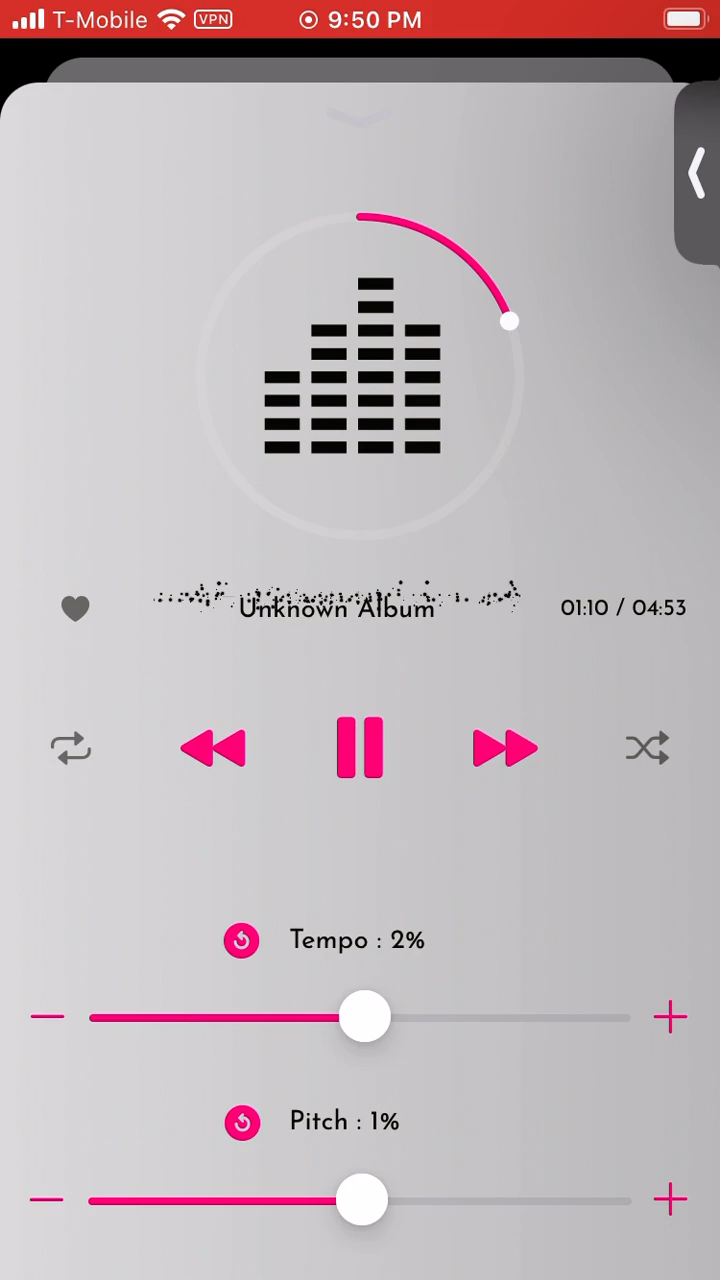 T-Mobile VPN 9:50 PM
Unknown Album
01:10 / 04:53
Tempo : 2%
Pitch : 1%